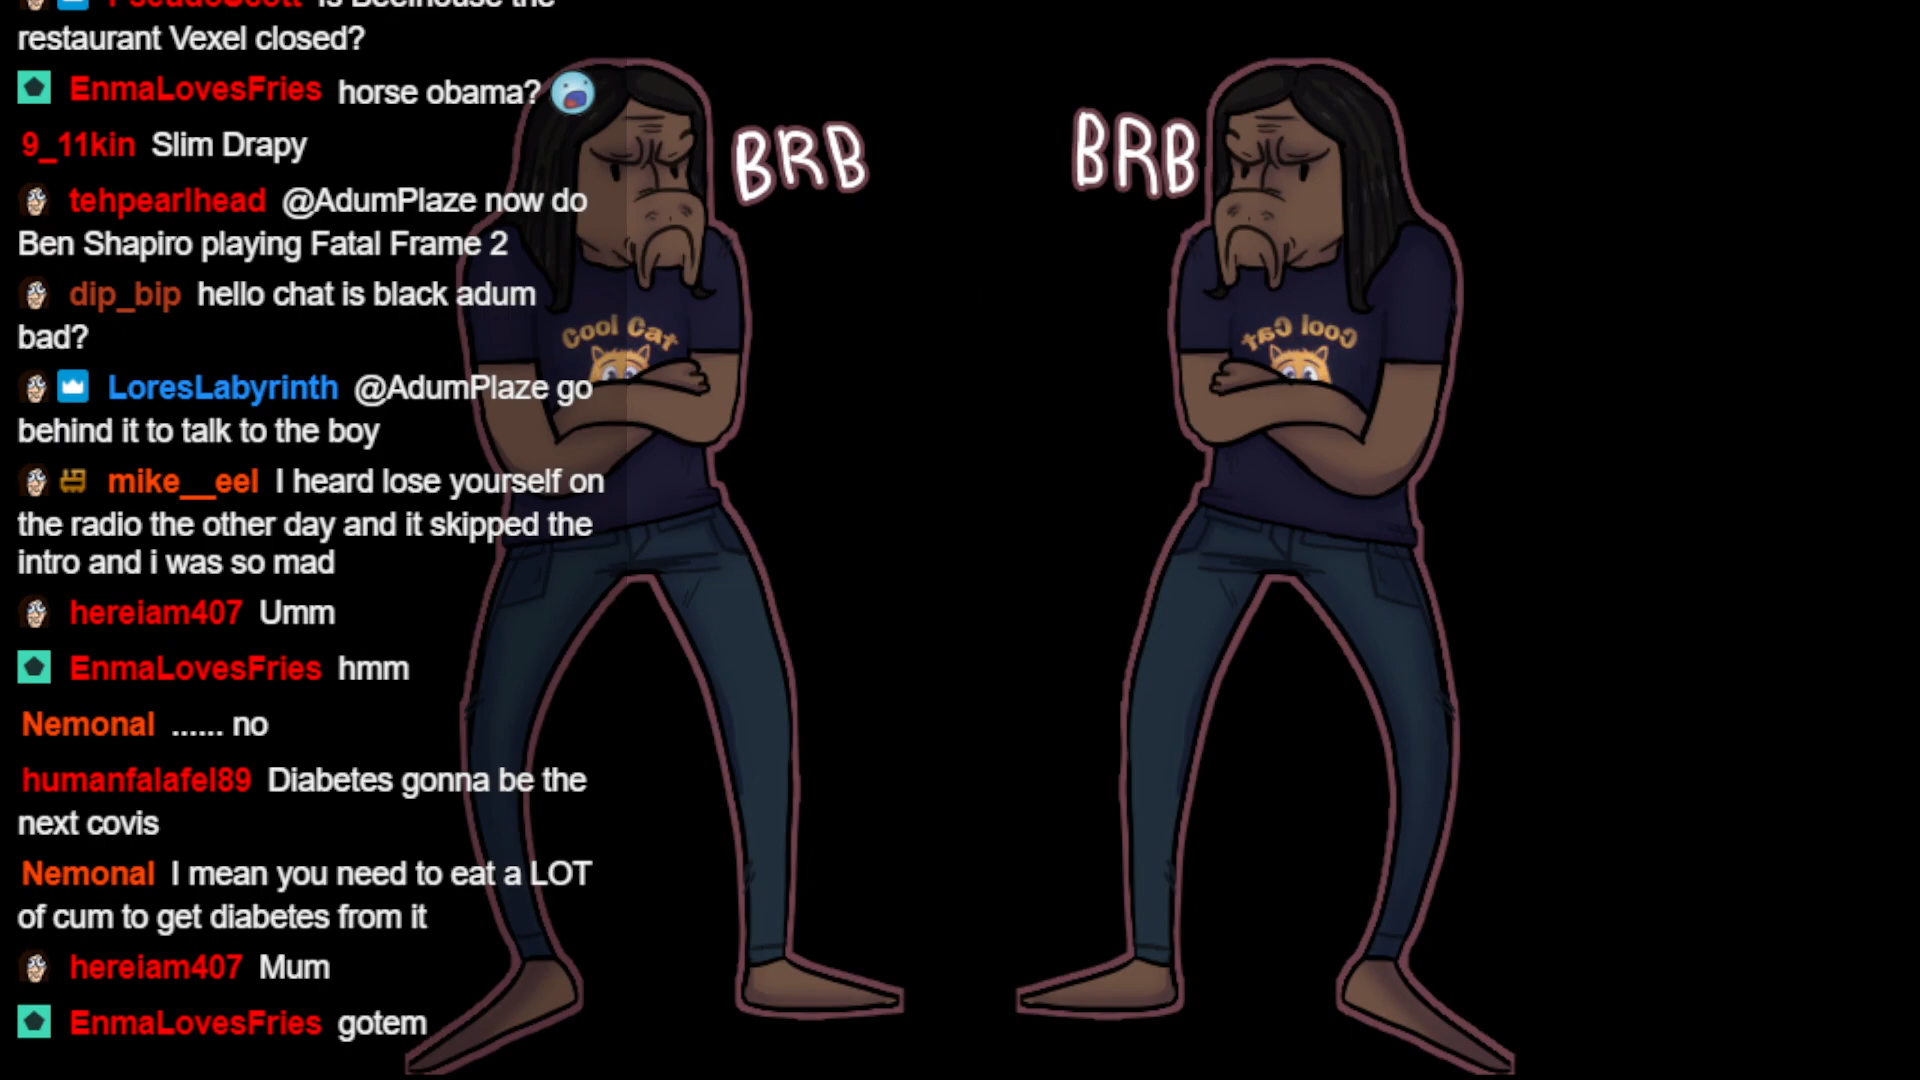 PseudoScott is Beelhouse the
restaurant Vexel closed?
EnmaLovesFries horse obama?
9_11kin Slim Drapy
tehpearlhead @AdumPlaze now do
Ben Shapiro playing Fatal Frame 2
dip_bip hello chat is black adum
bad?
LoresLabyrinth @AdumPlaze go
behind it to talk to the boy
mike__eel I heard lose yourself on
the radio the other day and it skipped the
intro and i was so mad
hereiam407 Umm
EnmaLovesFries hmm
Nemonal ...... no
humanfalafel89 Diabetes gonna be the
next covis
Nemonal I mean you need to eat a LOT
of cum to get diabetes from it
hereiam407 Mum
EnmaLovesFries gotem
BRB
Cool Cat
BRB
Cool Cat